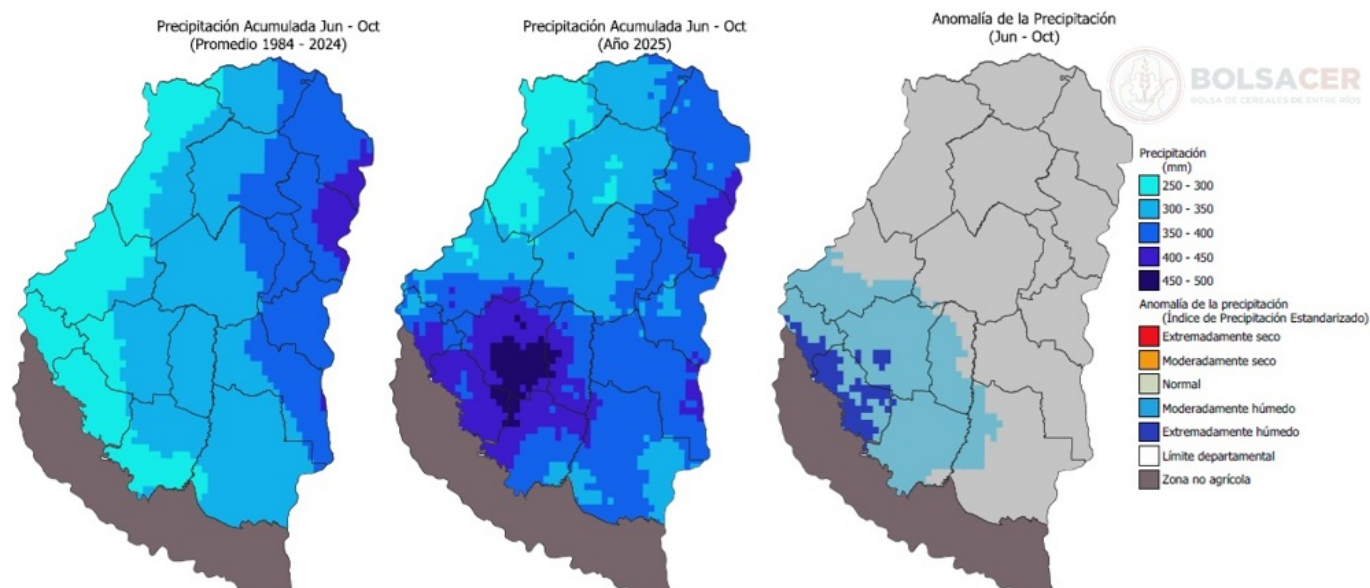 Precipitación Acumulada Jun - Oct
(Promedio 1984 - 2024)
Precipitación Acumulada Jun - Oct
(Año 2025)
Anomalía de la Precipitación
(Jun - Oct)
BOLSACER
BOLSA DE CEREALES DE ENTRE RÍOS
Precipitación
(mm)
250 - 300
300 - 350
350 - 400
400 - 450
450 - 500
Anomalía de la precipitación
(Índice de Precipitación Estandarizado)
Extremadamente seco
Moderadamente seco
Normal
Moderadamente húmedo
Extremadamente húmedo
Límite departamental
Zona no agrícola